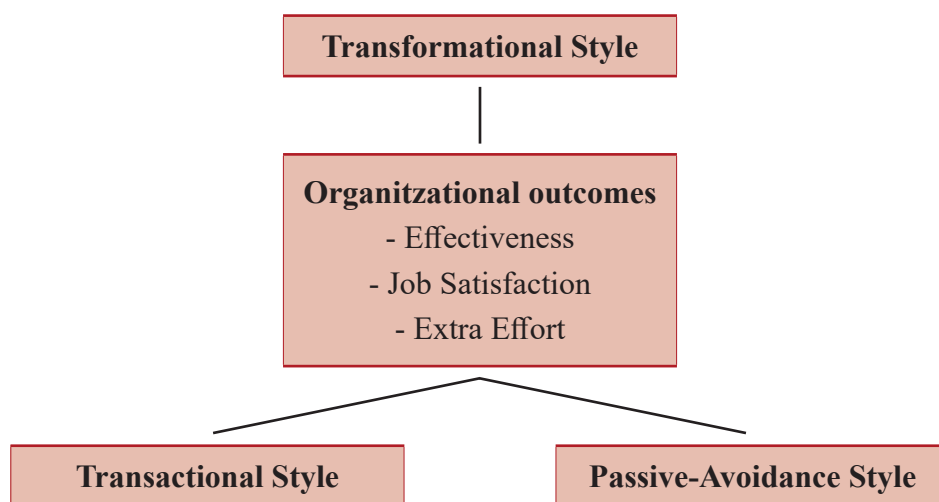 Transformational Style
Organitzational outcomes
- Effectiveness
- Job Satisfaction
- Extra Effort
Transactional Style
Passive-Avoidance Style